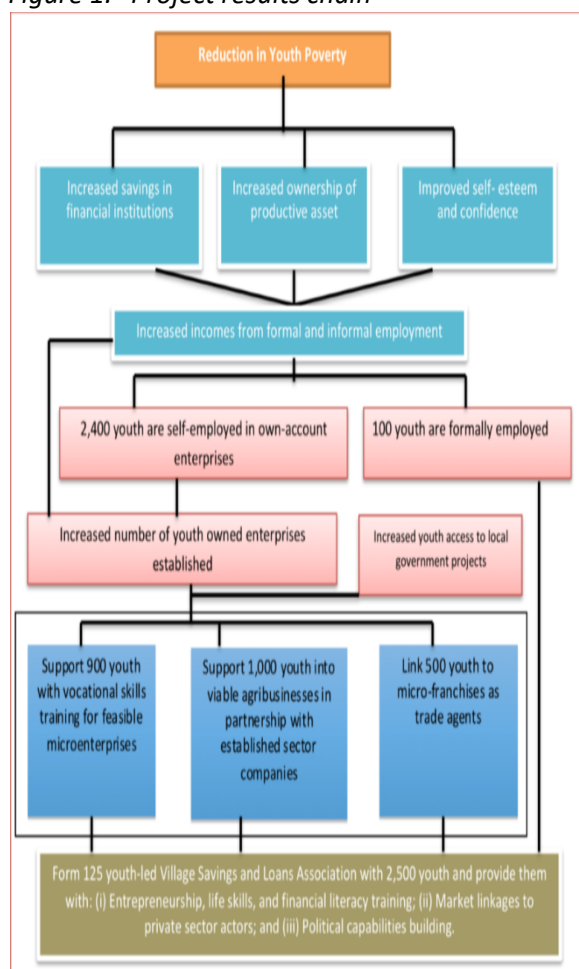 Figure 1. Project results chain
Reduction in Youth Poverty
Increased savings in
financial institutions
Increased ownership of
productive asset
Improved self- esteem
and confidence
Increased incomes from formal and informal employment
2,400 youth are self-employed in own-account
enterprises
100 youth are formally employed
Increased number of youth owned enterprises
established
Increased youth access to local
government projects
Support 900 youth
with vocational skills
training for feasible
microenterprises
Support 1,000 youth into
viable agribusinesses in
partnership with
established sector
companies
Link 500 youth to
micro-franchises as
trade agents
Form 125 youth-led Village Savings and Loans Association with 2,500 youth and provide them
with: (i) Entrepreneurship, life skills, and financial literacy training; (ii) Market linkages to
private sector actors; and (iii) Political capabilities building.